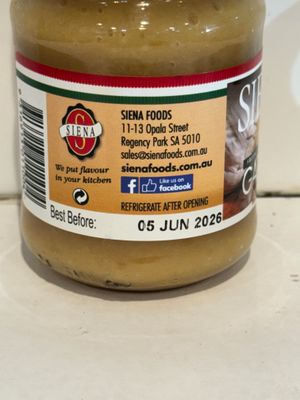 SIENA
S
We put flavour
in your kitchen
SIENA FOODS
11-13 Opala Street
Regency Park SA 5010
sales@sienafoods.com.au
sienafoods.com.au
f
Like us on
facebook
REFRIGERATE AFTER OPENING
Best Before:
05 JUN 2026